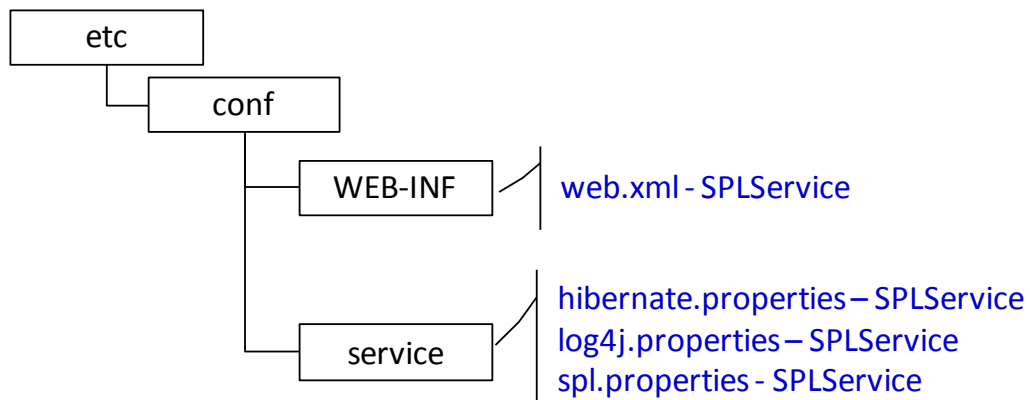 etc
conf
WEB-INF
web.xml - SPLService
service
hibernate.properties – SPLService
log4j.properties – SPLService
spl.properties - SPLService